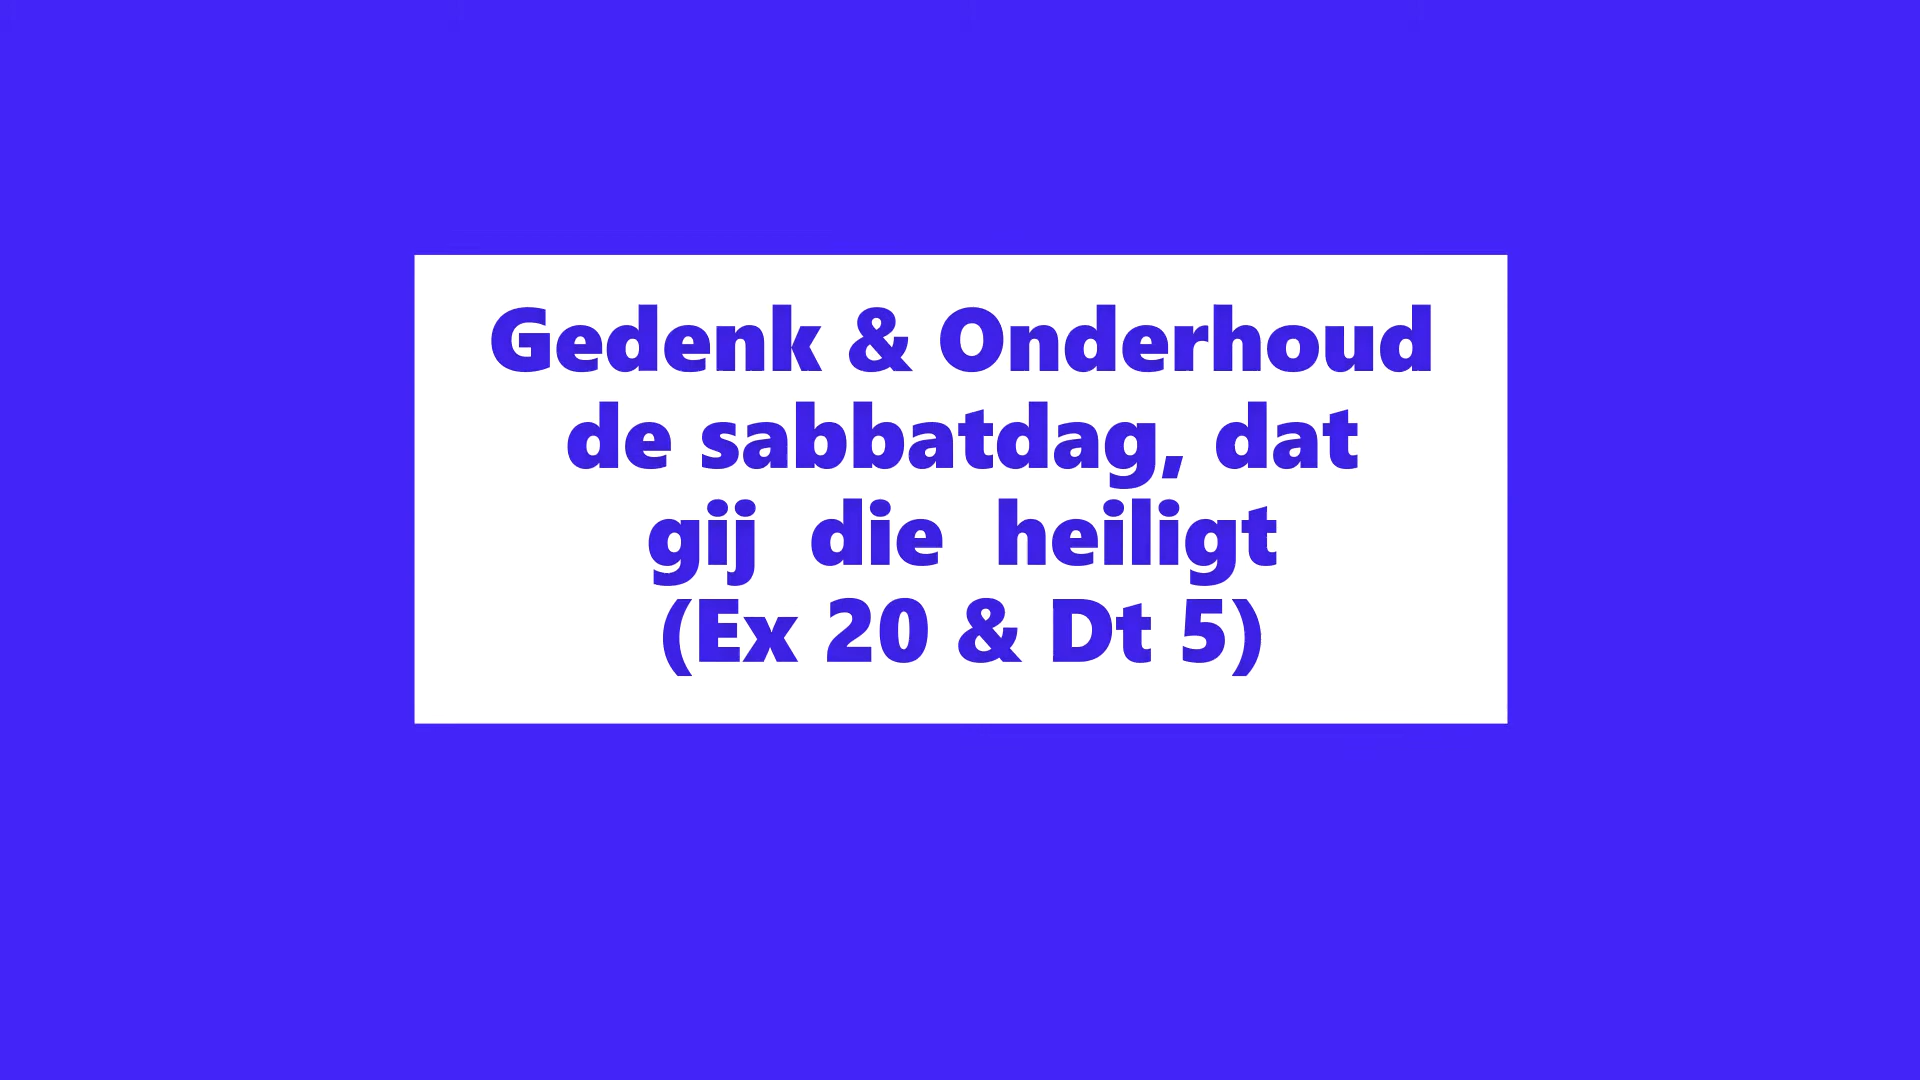 Gedenk & Onderhoud
de sabbatdag, dat
gij die heiligt
(Ex 20 & Dt 5)